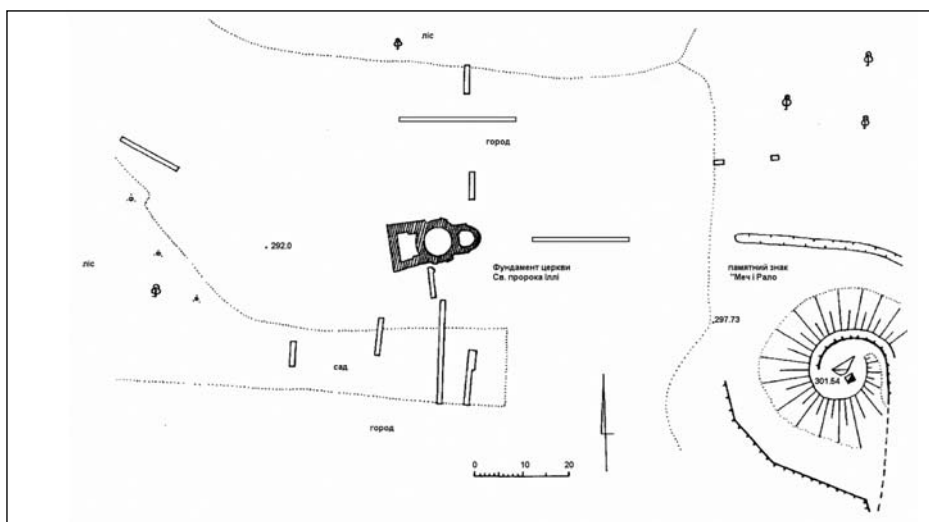 ліс
город
292.0
ліс
Фундамент церкви
Св. пророка Іллі
памятний знак
"Меч і Рало
297.73
301.54
сад
город
0 10 20